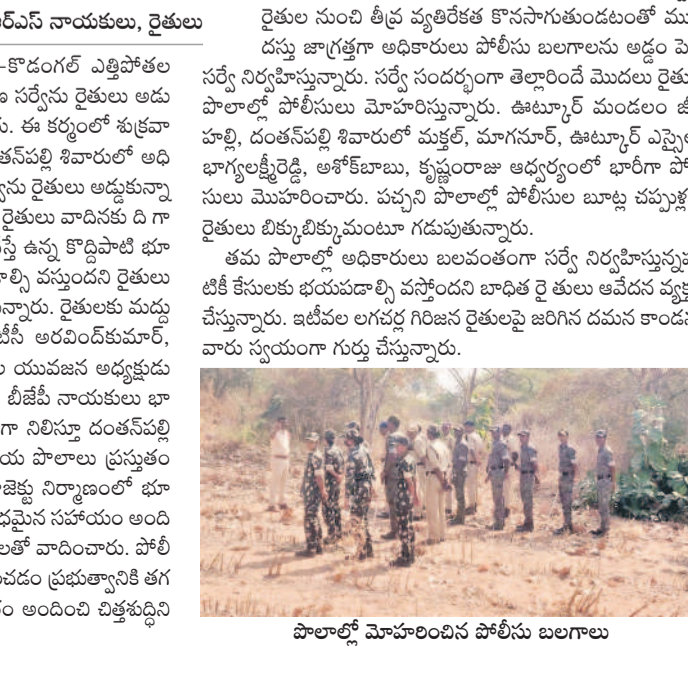 ఆర్ఎస్ నాయకులు, రైతులు
-కొడంగల్ ఎత్తిపోతల
సర్వేను రైతులు అడు
రు. ఈ కర్మంలో శుక్రవా
తన్‌పల్లి శివారులో అధి
ను రైతులు అడ్డుకున్నా
రైతులు వాదినకు ది గా
స్తే ఉన్న కొద్దిపాటి భూ
ల్సి వస్తుందని రైతులు
న్నారు. రైతులకు మద్దు
టీసీ అరవింద్‌కుమార్,
యువజన అధ్యక్షుడు
బీజేపీ నాయకులు భా
గా నిలిస్తూ దంతన్‌పల్లి
య పొలాలు ప్రస్తుతం
జెక్టు నిర్మాణంలో భూ
ధమైన సహాయం అంది
లతో వాదించారు. పోలీ
చడం ప్రభుత్వానికి తగ
ం అందించి చిత్తశుద్ధిని
రైతుల నుంచి తీవ్ర వ్యతిరేకత కొనసాగుతుండటంతో ము
దస్తు జాగ్రత్తగా అధికారులు పోలీసు బలగాలను అడ్డం పె
సర్వే నిర్వహిస్తున్నారు. సర్వే సందర్భంగా తెల్లారిందే మొదలు రైతు
పొలాల్లో పోలీసులు మోహరిస్తున్నారు. ఊట్కూర్ మండలం జీ
హల్లి, దంతన్‌పల్లి శివారులో మక్తల్, మాగనూర్, ఊట్కూర్ ఎస్సైల
భాగ్యలక్ష్మీరెడ్డి, అశోక్‌బాబు, కృష్ణంరాజు ఆధ్వర్యంలో భారీగా పో
సులు మొహరించారు. పచ్చని పొలాల్లో పోలీసుల బూట్ల చప్పుళ్ల
రైతులు బిక్కుబిక్కుమంటూ గడుపుతున్నారు.
తమ పొలాల్లో అధికారులు బలవంతంగా సర్వే నిర్వహిస్తున్నప
టికీ కేసులకు భయపడాల్సి వస్తోందని బాధిత రై తులు ఆవేదన వ్యక్త
చేస్తున్నారు. ఇటీవల లగచర్ల గిరిజన రైతులపై జరిగిన దమన కాండన
వారు స్వయంగా గుర్తు చేస్తున్నారు.
పొలాల్లో మోహరించిన పోలీసు బలగాలు